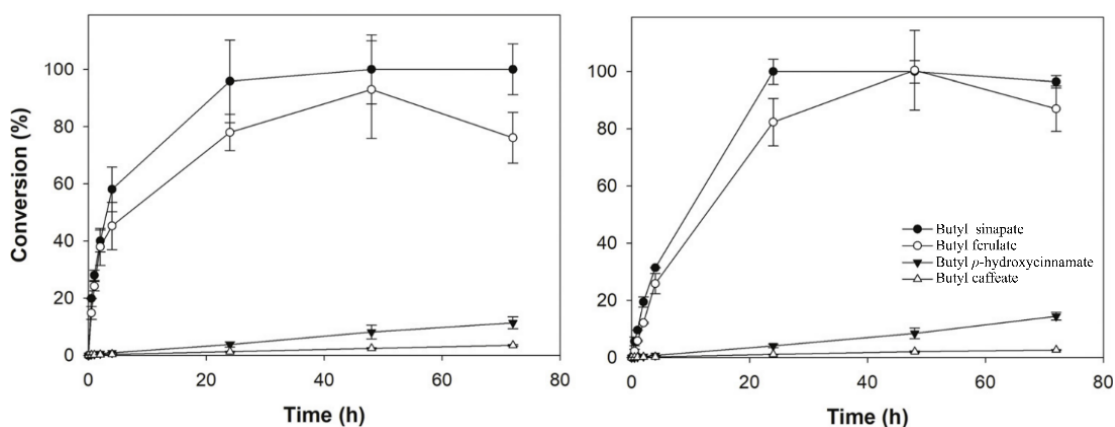 Conversion (%)
100
80
60
40
20
0
0 20 40 60 80
Time (h)
100
80
60
40
20
0
0 20 40 60 80
Time (h)
Butyl sinapate
Butyl ferulate
Butyl p-hydroxycinnamate
Butyl caffeate